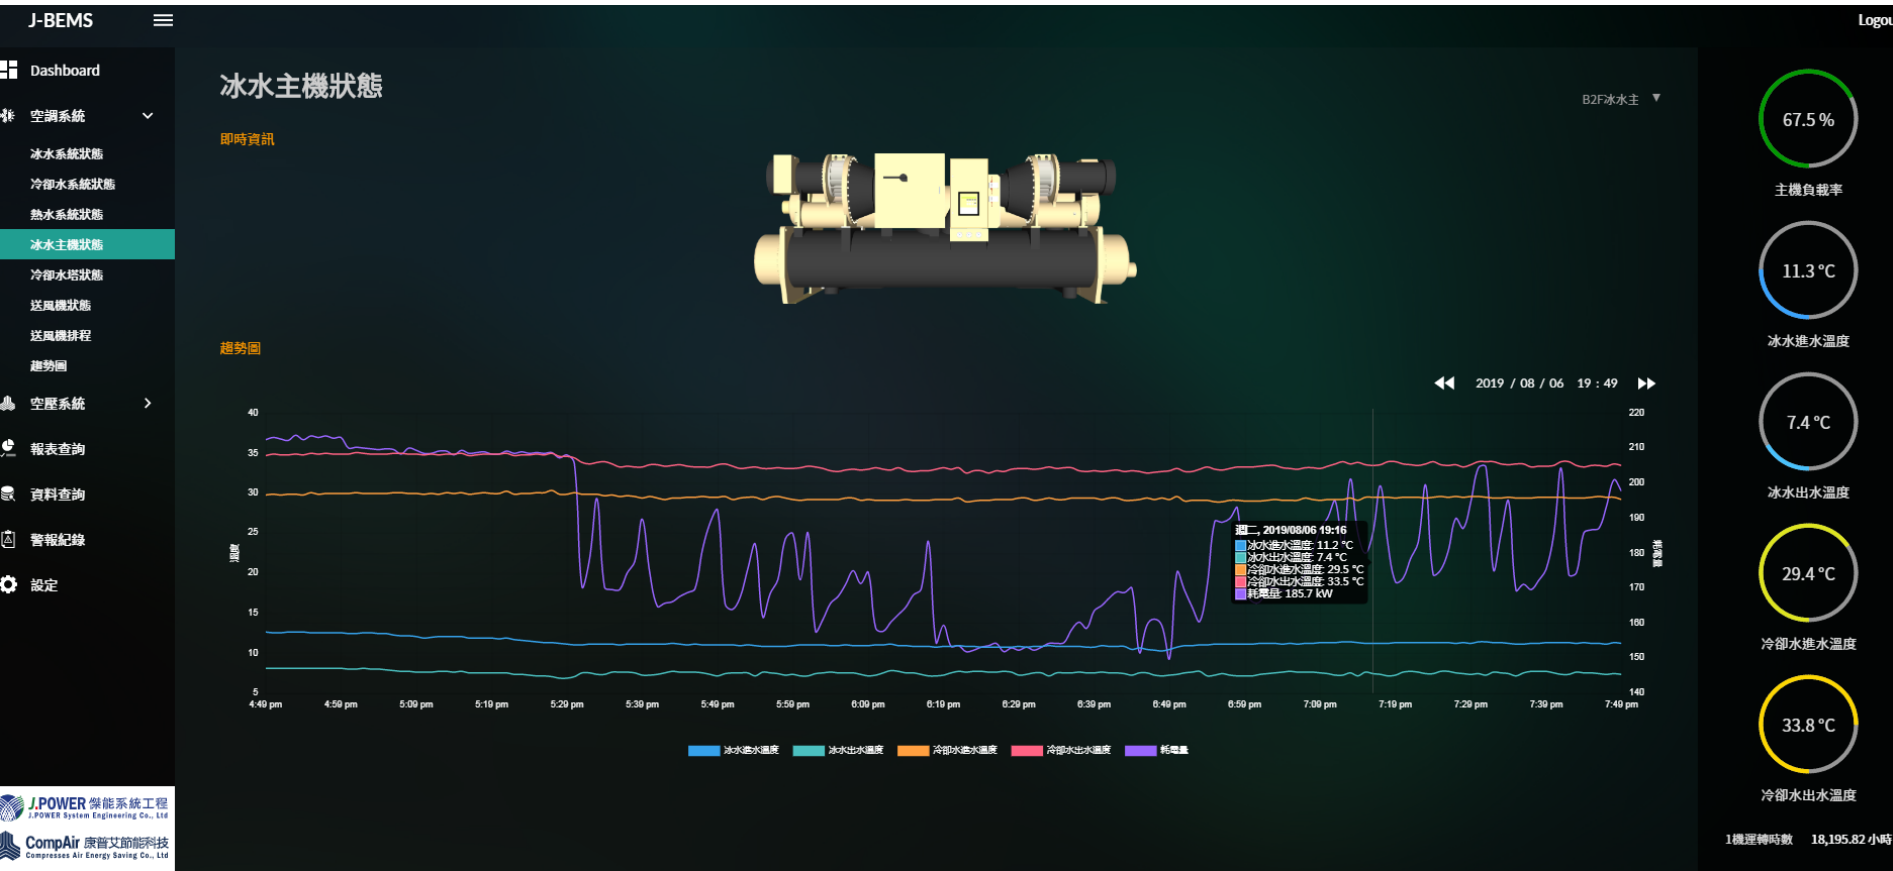 J-BEMS
Logou
Dashboard
空調系統
冰水系統狀態
冷卻水系統狀態
熱水系統狀態
冰水主機狀態
冷卻水塔狀態
送風機狀態
送風機排程
趨勢圖
空壓系統
報表查詢
資料查詢
警報紀錄
設定
J.POWER 傑能系統工程
J.POWER System Engineering Co., Ltd
CompAir 康普艾節能科技
Compresses Air Energy Saving Co., Ltd
冰水主機狀態
B2F冰水主 ▼
即時資訊
趨勢圖
2019 / 08 / 06 19 : 49
40
35
30
25
20
15
10
5
溫度
220
210
200
190
180
170
160
150
140
耗電量
週二, 2019/08/06 19:16
冰水進水溫度: 11.2 °C
冰水出水溫度: 7.4 °C
冷卻水進水溫度: 29.5 °C
冷卻水出水溫度: 33.5 °C
耗電量: 185.7 kW
4:49 pm 4:59 pm 5:09 pm 5:19 pm 5:29 pm 5:39 pm 5:49 pm 5:59 pm 6:09 pm 6:19 pm 6:29 pm 6:39 pm 6:49 pm 6:59 pm 7:09 pm 7:19 pm 7:29 pm 7:39 pm 7:49 pm
冰水進水溫度 冰水出水溫度 冷卻水進水溫度 冷卻水出水溫度 耗電量
67.5 %
主機負載率
11.3 °C
冰水進水溫度
7.4 °C
冰水出水溫度
29.4 °C
冷卻水進水溫度
33.8 °C
冷卻水出水溫度
1機運轉時數 18,195.82 小時